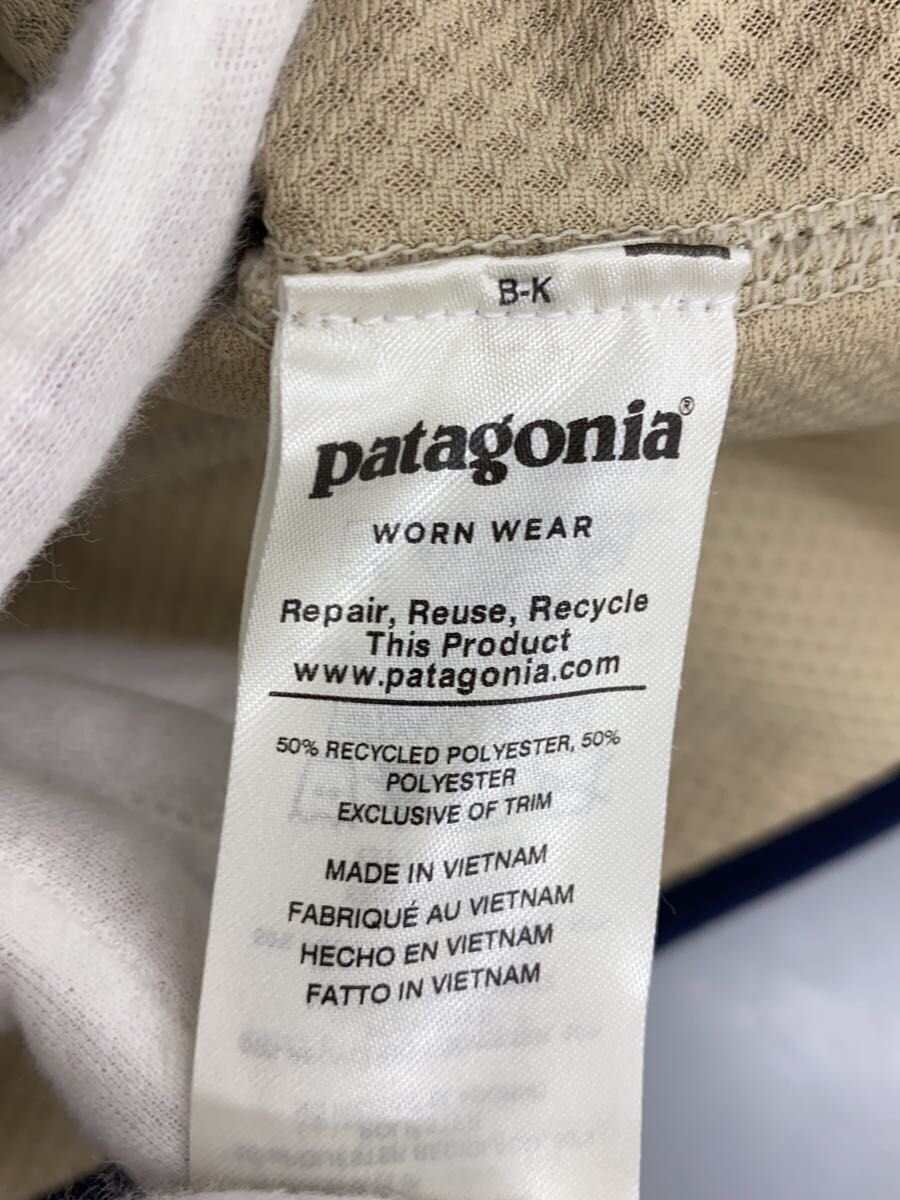 B-K
patagonia®
WORN WEAR
Repair, Reuse, Recycle
This Product
www.patagonia.com
50% RECYCLED POLYESTER, 50%
POLYESTER
EXCLUSIVE OF TRIM
MADE IN VIETNAM
FABRIQUÉ AU VIETNAM
HECHO EN VIETNAM
FATTO IN VIETNAM